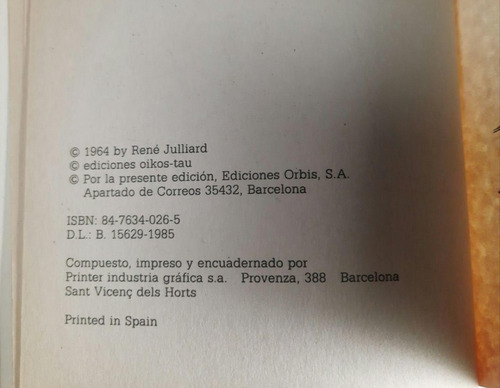 © 1964 by René Julliard
© ediciones oikos-tau
© Por la presente edición, Ediciones Orbis, S.A.
Apartado de Correos 35432, Barcelona
ISBN: 84-7634-026-5
D.L.: B. 15629-1985
Compuesto, impreso y encuadernado por
Printer industria gráfica s.a. Provenza, 388 Barcelona
Sant Vicenç dels Horts
Printed in Spain